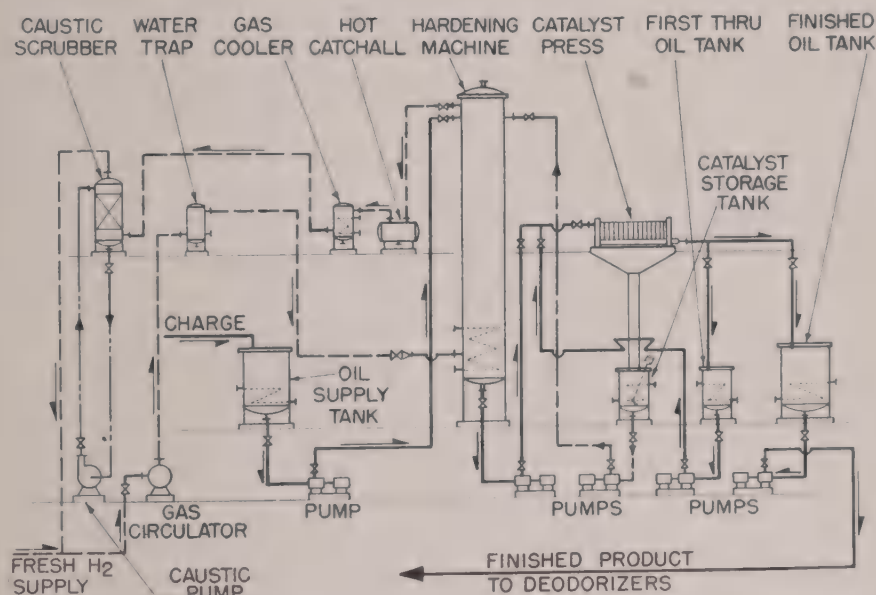 CAUSTIC
SCRUBBER
WATER
TRAP
GAS
COOLER
HOT
CATCHALL
HARDENING
MACHINE
CATALYST
PRESS
FIRST THRU
OIL TANK
FINISHED
OIL TANK
CATALYST
STORAGE
TANK
CHARGE
OIL
SUPPLY
TANK
PUMP
PUMPS
PUMPS
GAS
CIRCULATOR
FRESH H2
SUPPLY
CAUSTIC
PUMP
FINISHED PRODUCT
TO DEODORIZERS